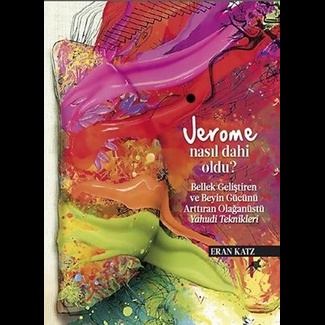 Jerome
nasıl dahi
oldu?
Bellek Geliştiren
ve Beyin Gücünü
Arttıran Olağanüstü
Yahudi Teknikleri
ERAN KATZ